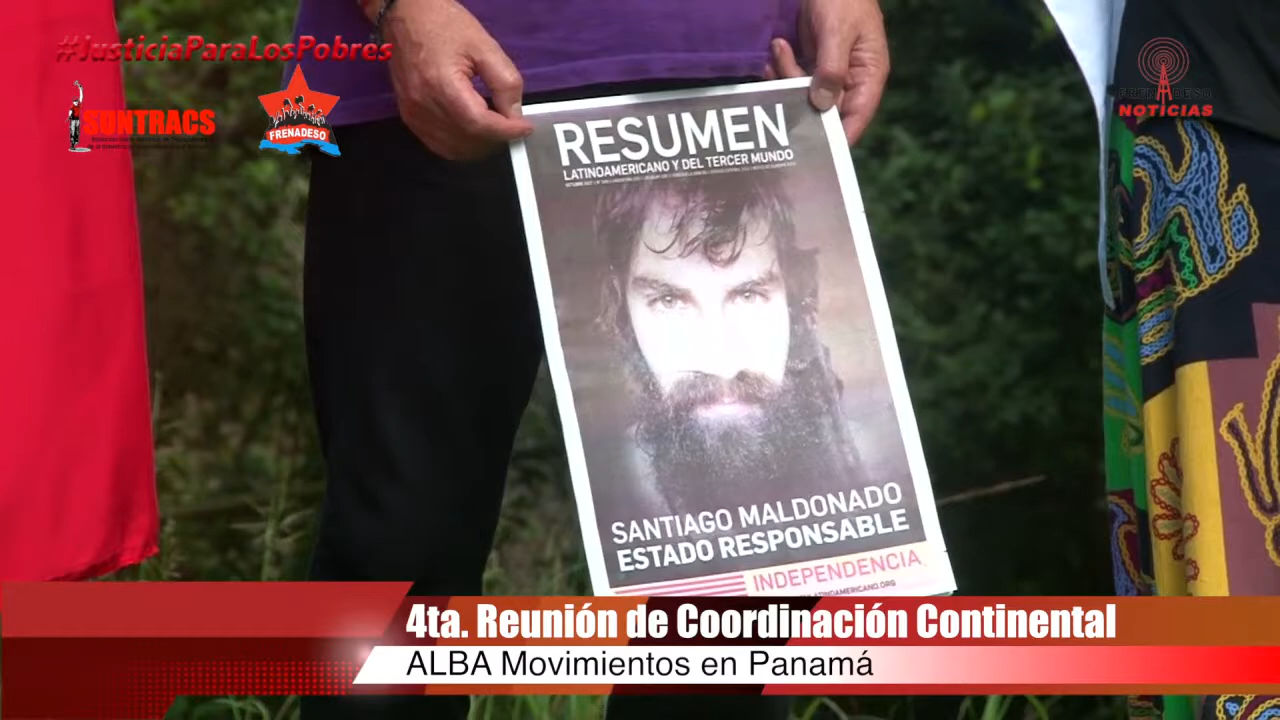 #JusticiaParaLosPobres
SUNTRACS
FRENADESO
FRENADESO
NOTICIAS
RESUMEN
LATINOAMERICANO Y DEL TERCER MUNDO
SANTIAGO MALDONADO
ESTADO RESPONSABLE
INDEPENDENCIA
4ta. Reunión de Coordinación Continental
ALBA Movimientos en Panamá